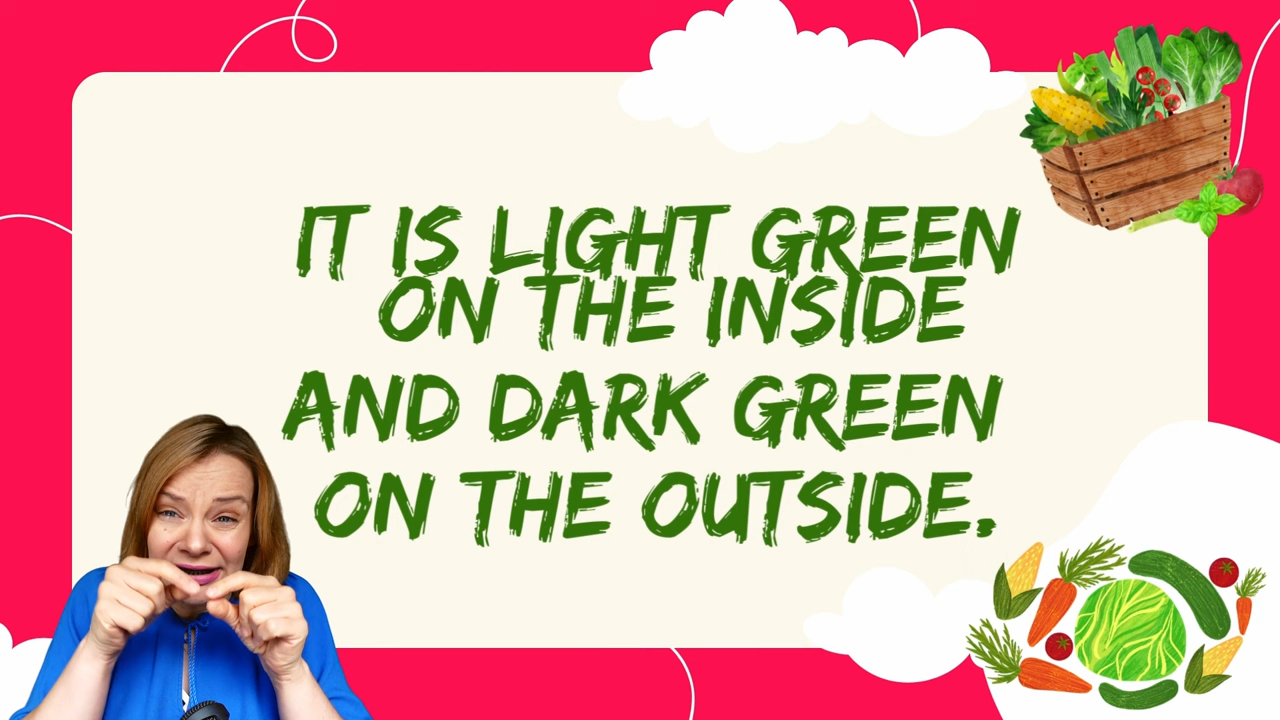 IT IS LIGHT GREEN
ON THE INSIDE
AND DARK GREEN
ON THE OUTSIDE.